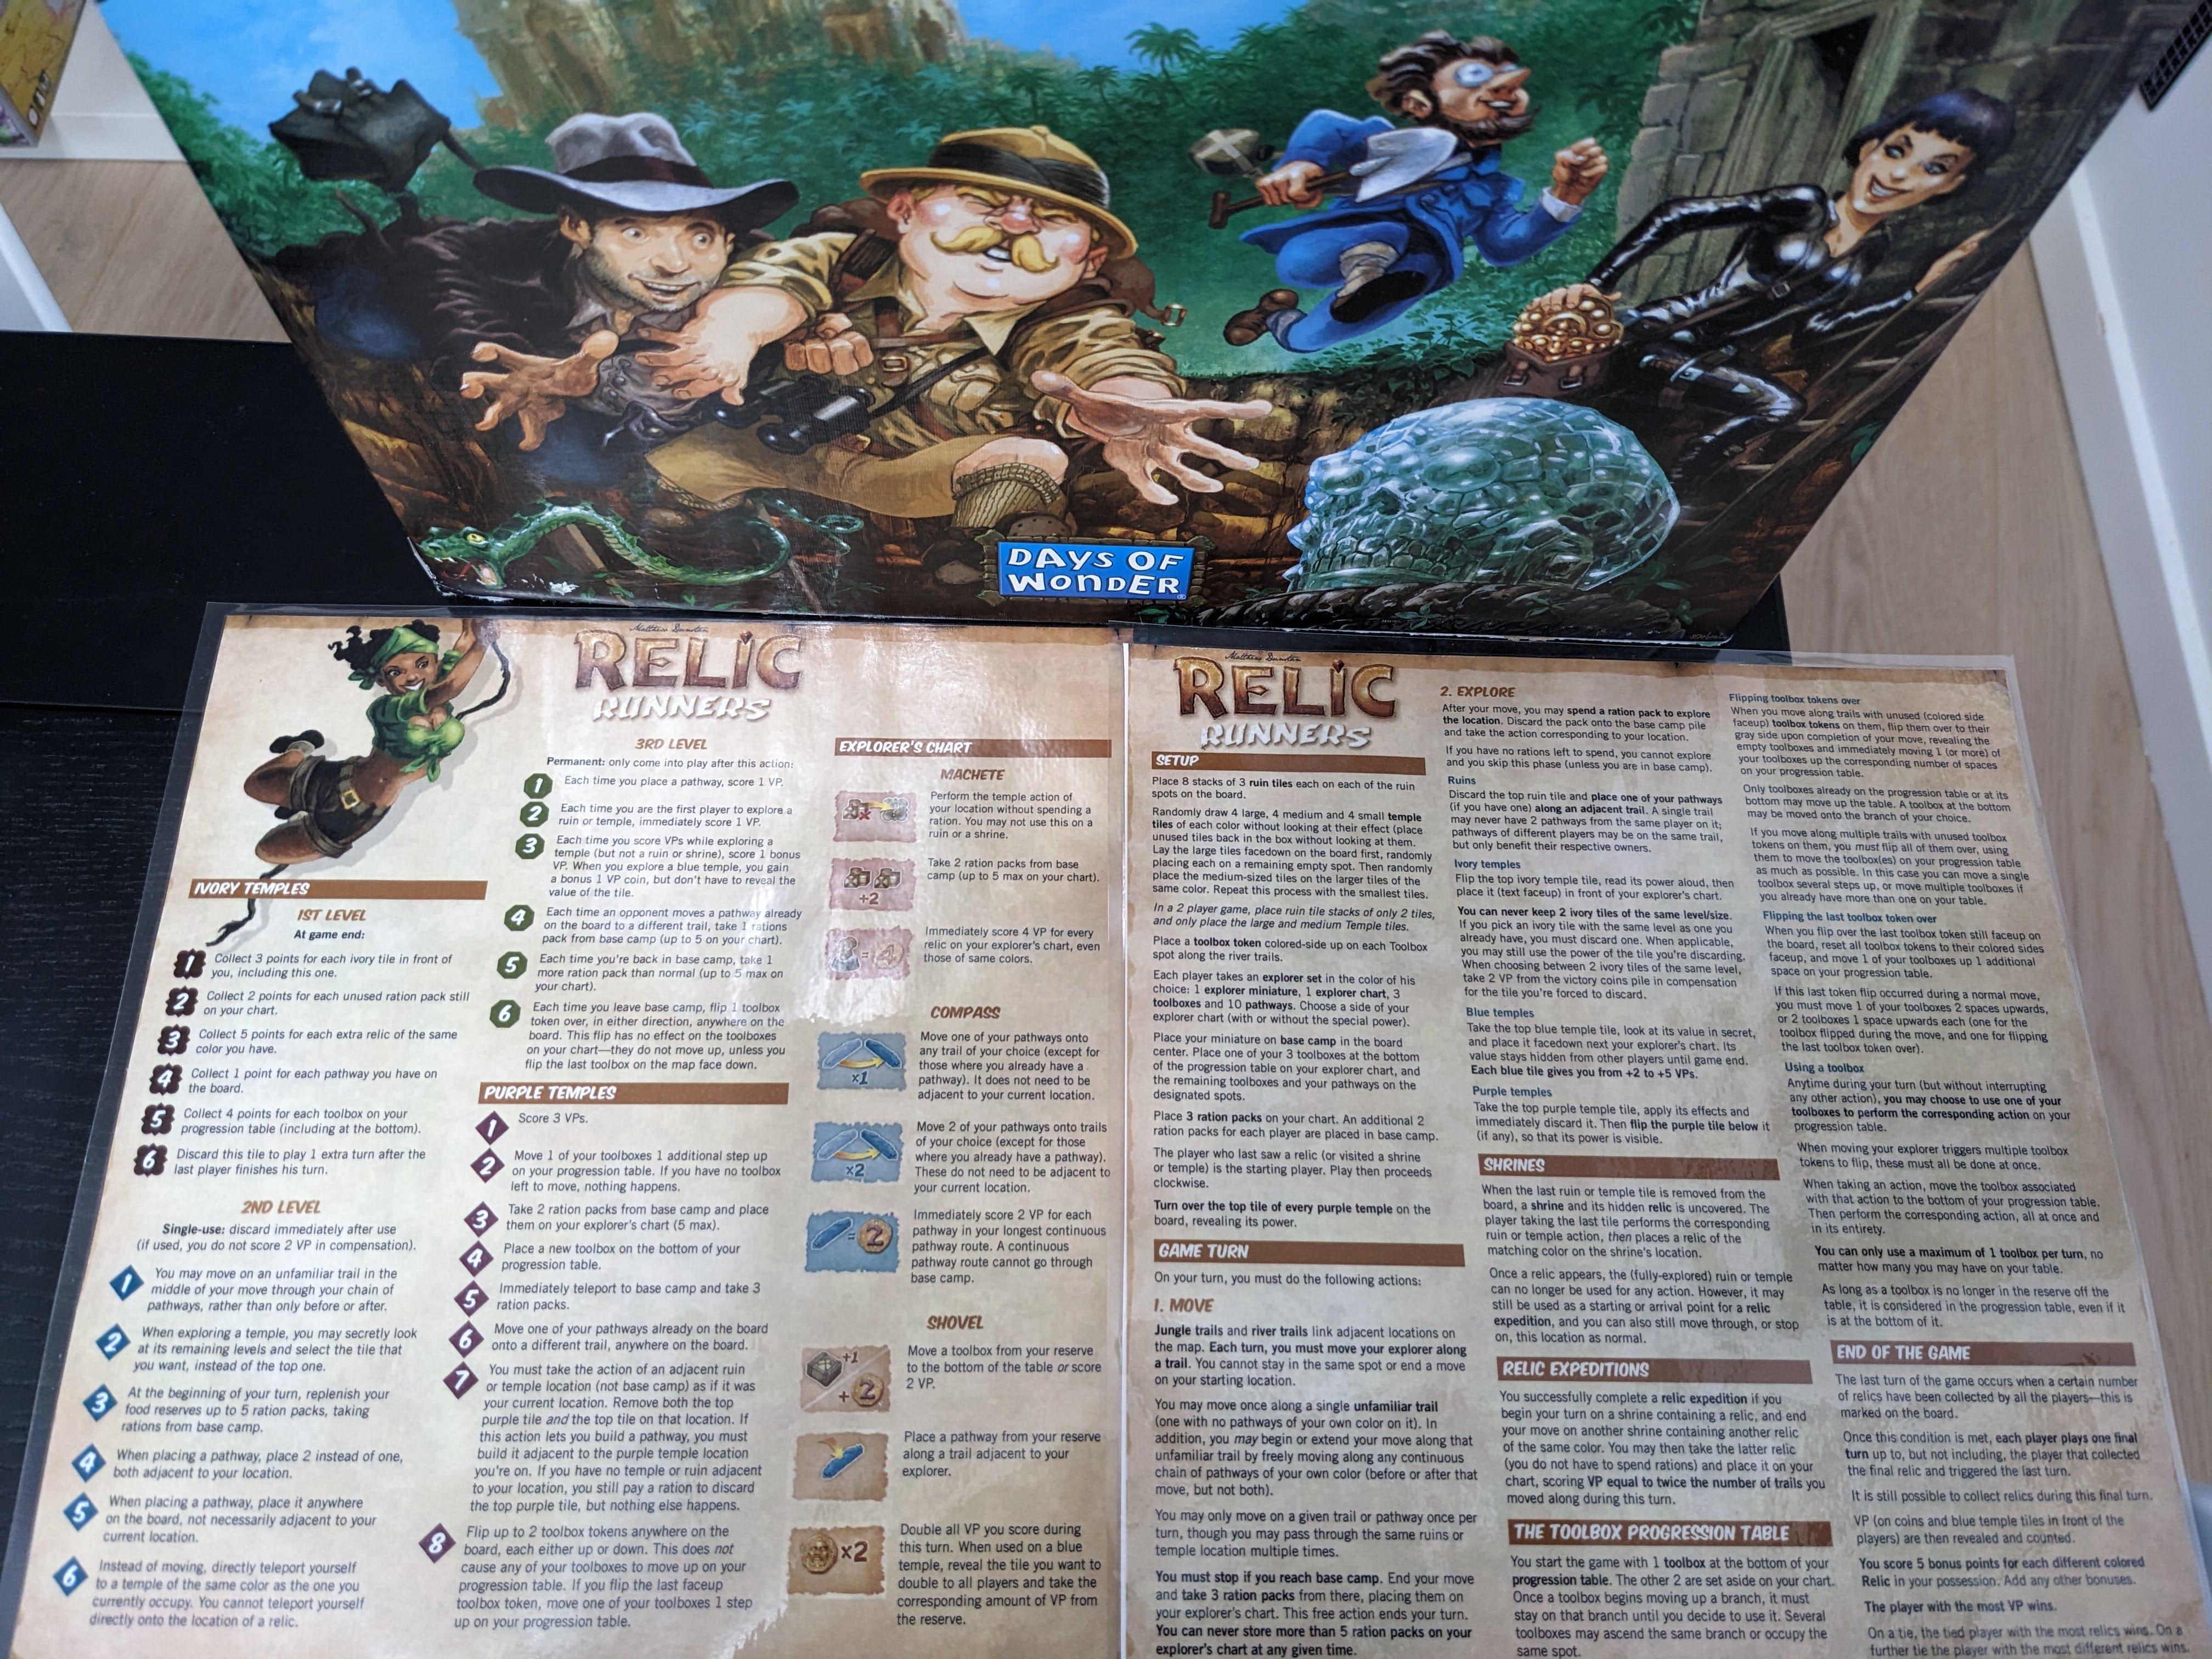 DAYS OF
WONDER
Matthew Dunstan
RELIC
RUNNERS
IVORY TEMPLES
1ST LEVEL
At game end:
1 Collect 3 points for each ivory tile in front of
you, including this one.
2 Collect 2 points for each unused ration pack still
on your chart.
3 Collect 5 points for each extra relic of the same
color you have.
4 Collect 1 point for each pathway you have on
the board.
5 Collect 4 points for each toolbox on your
progression table (including at the bottom).
6 Discard this tile to play 1 extra turn after the
last player finishes his turn.
2ND LEVEL
Single-use: discard immediately after use
(if used, you do not score 2 VP in compensation).
1 You may move on an unfamiliar trail in the
middle of your move through your chain of
pathways, rather than only before or after.
2 When exploring a temple, you may secretly look
at its remaining levels and select the tile that
you want, instead of the top one.
3 At the beginning of your turn, replenish your
food reserves up to 5 ration packs, taking
rations from base camp.
4 When placing a pathway, place 2 instead of one,
both adjacent to your location.
5 When placing a pathway, place it anywhere
on the board, not necessarily adjacent to your
current location.
6 Instead of moving, directly teleport yourself
to a temple of the same color as the one you
currently occupy. You cannot teleport yourself
directly onto the location of a relic.
3RD LEVEL
Permanent: only come into play after this action:
1 Each time you place a pathway, score 1 VP.
2 Each time you are the first player to explore a
ruin or temple, immediately score 1 VP.
3 Each time you score VPs while exploring a
temple (but not a ruin or shrine), score 1 bonus
VP. When you explore a blue temple, you gain
a bonus 1 VP coin, but don't have to reveal the
value of the tile.
4 Each time an opponent moves a pathway already
on the board to a different trail, take 1 rations
pack from base camp (up to 5 on your chart).
5 Each time you're back in base camp, take 1
more ration pack than normal (up to 5 max on
your chart).
6 Each time you leave base camp, flip 1 toolbox
token over, in either direction, anywhere on the
board. This flip has no effect on the toolboxes
on your chart—they do not move up, unless you
flip the last toolbox on the map face down.
PURPLE TEMPLES
1 Score 3 VPs.
2 Move 1 of your toolboxes 1 additional step up
on your progression table. If you have no toolbox
left to move, nothing happens.
3 Take 2 ration packs from base camp and place
them on your explorer's chart (5 max).
4 Place a new toolbox on the bottom of your
progression table.
5 Immediately teleport to base camp and take 3
ration packs.
6 Move one of your pathways already on the board
onto a different trail, anywhere on the board.
7 You must take the action of an adjacent ruin
or temple location (not base camp) as if it was
your current location. Remove both the top
purple tile and the top tile on that location. If
this action lets you build a pathway, you must
build it adjacent to the purple temple location
you're on. If you have no temple or ruin adjacent
to your location, you still pay a ration to discard
the top purple tile, but nothing else happens.
8 Flip up to 2 toolbox tokens anywhere on the
board, each either up or down. This does not
cause any of your toolboxes to move up on your
progression table. If you flip the last faceup
toolbox token, move one of your toolboxes 1 step
up on your progression table.
EXPLORER'S CHART
MACHETE
Perform the temple action of
your location without spending a
ration. You may not use this on a
ruin or a shrine.
+2
Take 2 ration packs from base
camp (up to 5 max on your chart).
= 4
Immediately score 4 VP for every
relic on your explorer's chart, even
those of same colors.
COMPASS
x1
Move one of your pathways onto
any trail of your choice (except for
those where you already have a
pathway). It does not need to be
adjacent to your current location.
x2
Move 2 of your pathways onto trails
of your choice (except for those
where you already have a pathway).
These do not need to be adjacent to
your current location.
= 2
Immediately score 2 VP for each
pathway in your longest continuous
pathway route. A continuous
pathway route cannot go through
base camp.
SHOVEL
+1
+ 2
Move a toolbox from your reserve
to the bottom of the table or score
2 VP.
Place a pathway from your reserve
along a trail adjacent to your
explorer.
x2
Double all VP you score during
this turn. When used on a blue
temple, reveal the tile you want to
double to all players and take the
corresponding amount of VP from
the reserve.
Matthew Dunstan
RELIC
RUNNERS
SETUP
Place 8 stacks of 3 ruin tiles each on each of the ruin
spots on the board.
Randomly draw 4 large, 4 medium and 4 small temple
tiles of each color without looking at their effect (place
unused tiles back in the box without looking at them.
Lay the large tiles facedown on the board first, randomly
placing each on a remaining empty spot. Then randomly
place the medium-sized tiles on the larger tiles of the
same color. Repeat this process with the smallest tiles.
In a 2 player game, place ruin tile stacks of only 2 tiles,
and only place the large and medium Temple tiles.
Place a toolbox token colored-side up on each Toolbox
spot along the river trails.
Each player takes an explorer set in the color of his
choice: 1 explorer miniature, 1 explorer chart, 3
toolboxes and 10 pathways. Choose a side of your
explorer chart (with or without the special power).
Place your miniature on base camp in the board
center. Place one of your 3 toolboxes at the bottom
of the progression table on your explorer chart, and
the remaining toolboxes and your pathways on the
designated spots.
Place 3 ration packs on your chart. An additional 2
ration packs for each player are placed in base camp.
The player who last saw a relic (or visited a shrine
or temple) is the starting player. Play then proceeds
clockwise.
Turn over the top tile of every purple temple on the
board, revealing its power.
GAME TURN
On your turn, you must do the following actions:
1. MOVE
Jungle trails and river trails link adjacent locations on
the map. Each turn, you must move your explorer along
a trail. You cannot stay in the same spot or end a move
on your starting location.
You may move once along a single unfamiliar trail
(one with no pathways of your own color on it). In
addition, you may begin or extend your move along that
unfamiliar trail by freely moving along any continuous
chain of pathways of your own color (before or after that
move, but not both).
You may only move on a given trail or pathway once per
turn, though you may pass through the same ruins or
temple location multiple times.
You must stop if you reach base camp. End your move
and take 3 ration packs from there, placing them on
your explorer's chart. This free action ends your turn.
You can never store more than 5 ration packs on your
explorer's chart at any given time.
2. EXPLORE
After your move, you may spend a ration pack to explore
the location. Discard the pack onto the base camp pile
and take the action corresponding to your location.
If you have no rations left to spend, you cannot explore
and you skip this phase (unless you are in base camp).
Ruins
Discard the top ruin tile and place one of your pathways
(if you have one) along an adjacent trail. A single trail
may never have 2 pathways from the same player on it;
pathways of different players may be on the same trail,
but only benefit their respective owners.
Ivory temples
Flip the top ivory temple tile, read its power aloud, then
place it (text faceup) in front of your explorer's chart.
You can never keep 2 ivory tiles of the same level/size.
If you pick an ivory tile with the same level as one you
already have, you must discard one. When applicable,
you may still use the power of the tile you're discarding.
When choosing between 2 ivory tiles of the same level,
take 2 VP from the victory coins pile in compensation
for the tile you're forced to discard.
Blue temples
Take the top blue temple tile, look at its value in secret,
and place it facedown next your explorer's chart. Its
value stays hidden from other players until game end.
Each blue tile gives you from +2 to +5 VPs.
Purple temples
Take the top purple temple tile, apply its effects and
immediately discard it. Then flip the purple tile below it
(if any), so that its power is visible.
SHRINES
When the last ruin or temple tile is removed from the
board, a shrine and its hidden relic is uncovered. The
player taking the last tile performs the corresponding
ruin or temple action, then places a relic of the
matching color on the shrine's location.
Once a relic appears, the (fully-explored) ruin or temple
can no longer be used for any action. However, it may
still be used as a starting or arrival point for a relic
expedition, and you can also still move through, or stop
on, this location as normal.
RELIC EXPEDITIONS
You successfully complete a relic expedition if you
begin your turn on a shrine containing a relic, and end
your move on another shrine containing another relic
of the same color. You may then take the latter relic
(you do not have to spend rations) and place it on your
chart, scoring VP equal to twice the number of trails you
moved along during this turn.
THE TOOLBOX PROGRESSION TABLE
You start the game with 1 toolbox at the bottom of your
progression table. The other 2 are set aside on your chart.
Once a toolbox begins moving up a branch, it must
stay on that branch until you decide to use it. Several
toolboxes may ascend the same branch or occupy the
same spot.
Flipping toolbox tokens over
When you move along trails with unused (colored side
faceup) toolbox tokens on them, flip them over to their
gray side upon completion of your move, revealing the
empty toolboxes and immediately moving 1 (or more) of
your toolboxes up the corresponding number of spaces
on your progression table.
Only toolboxes already on the progression table or at its
bottom may move up the table. A toolbox at the bottom
may be moved onto the branch of your choice.
If you move along multiple trails with unused toolbox
tokens on them, you must flip all of them over, using
them to move the toolbox(es) on your progression table
as much as possible. In this case you can move a single
toolbox several steps up, or move multiple toolboxes if
you already have more than one on your table.
Flipping the last toolbox token over
When you flip over the last toolbox token still faceup on
the board, reset all toolbox tokens to their colored sides
faceup, and move 1 of your toolboxes up 1 additional
space on your progression table.
If this last token flip occurred during a normal move,
you must move 1 of your toolboxes 2 spaces upwards,
or 2 toolboxes 1 space upwards each (one for the
toolbox flipped during the move, and one for flipping
the last toolbox token over).
Using a toolbox
Anytime during your turn (but without interrupting
any other action), you may choose to use one of your
toolboxes to perform the corresponding action on your
progression table.
When moving your explorer triggers multiple toolbox
tokens to flip, these must all be done at once.
When taking an action, move the toolbox associated
with that action to the bottom of your progression table.
Then perform the corresponding action, all at once and
in its entirety.
You can only use a maximum of 1 toolbox per turn, no
matter how many you may have on your table.
As long as a toolbox is no longer in the reserve off the
table, it is considered in the progression table, even if it
is at the bottom of it.
END OF THE GAME
The last turn of the game occurs when a certain number
of relics have been collected by all the players—this is
marked on the board.
Once this condition is met, each player plays one final
turn up to, but not including, the player that collected
the final relic and triggered the last turn.
It is still possible to collect relics during this final turn.
VP (on coins and blue temple tiles in front of the
players) are then revealed and counted.
You score 5 bonus points for each different colored
Relic in your possession. Add any other bonuses.
The player with the most VP wins.
On a tie, the tied player with the most relics wins. On a
further tie the player with the most different relics wins.